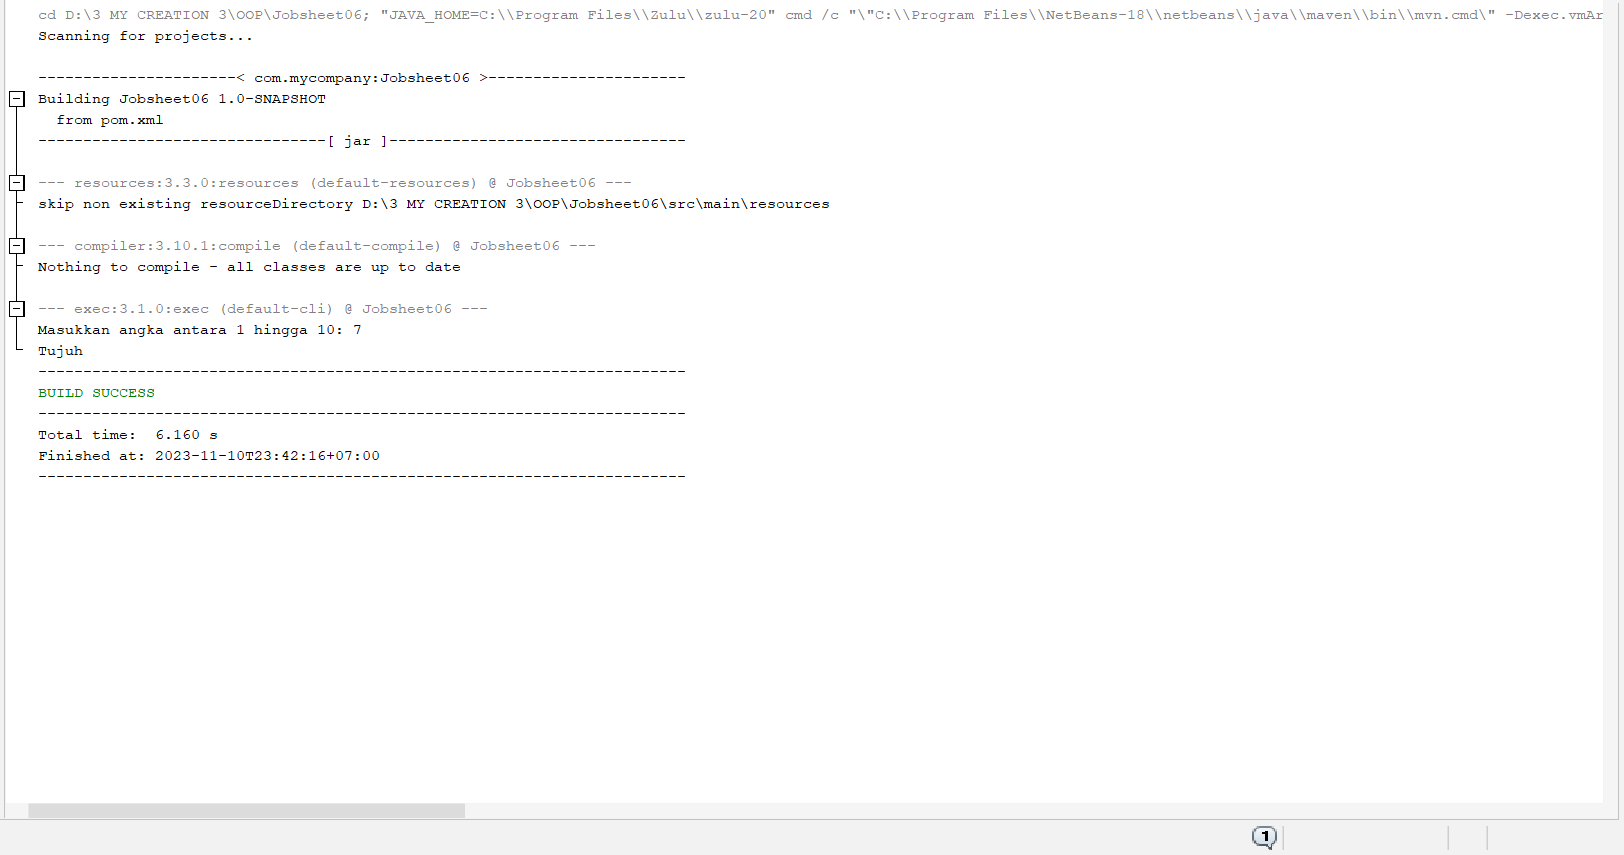 cd D:\3 MY CREATION 3\OOP\Jobsheet06; "JAVA_HOME=C:\\Program Files\\Zulu\\zulu-20" cmd /c "\"C:\\Program Files\\NetBeans-18\\netbeans\\java\\maven\\bin\\mvn.cmd\" -Dexec.vmAr
Scanning for projects...
----------------------< com.mycompany:Jobsheet06 >----------------------
Building Jobsheet06 1.0-SNAPSHOT
  from pom.xml
--------------------------------[ jar ]---------------------------------
--- resources:3.3.0:resources (default-resources) @ Jobsheet06 ---
skip non existing resourceDirectory D:\3 MY CREATION 3\OOP\Jobsheet06\src\main\resources
--- compiler:3.10.1:compile (default-compile) @ Jobsheet06 ---
Nothing to compile - all classes are up to date
--- exec:3.1.0:exec (default-cli) @ Jobsheet06 ---
Masukkan angka antara 1 hingga 10: 7
Tujuh
------------------------------------------------------------------------
BUILD SUCCESS
------------------------------------------------------------------------
Total time:  6.160 s
Finished at: 2023-11-10T23:42:16+07:00
------------------------------------------------------------------------
1